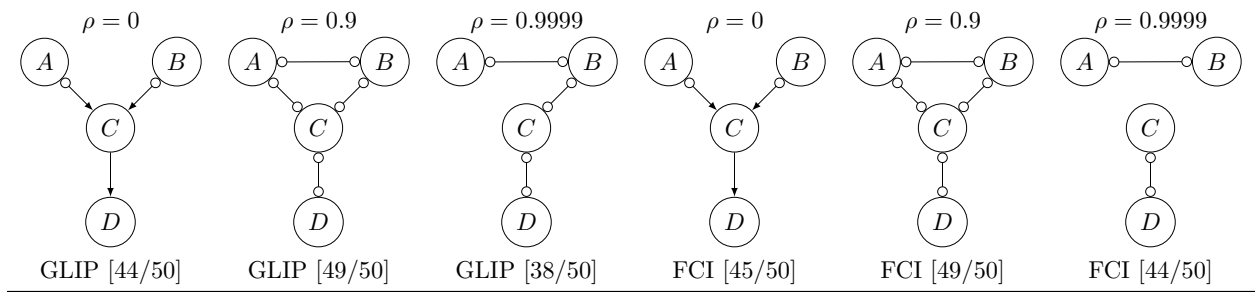 ρ = 0 ρ = 0.9 ρ = 0.9999 ρ = 0 ρ = 0.9 ρ = 0.9999
A B A B A B A B A B A B
C C C C C C
D D D D D D
GLIP [44/50] GLIP [49/50] GLIP [38/50] FCI [45/50] FCI [49/50] FCI [44/50]